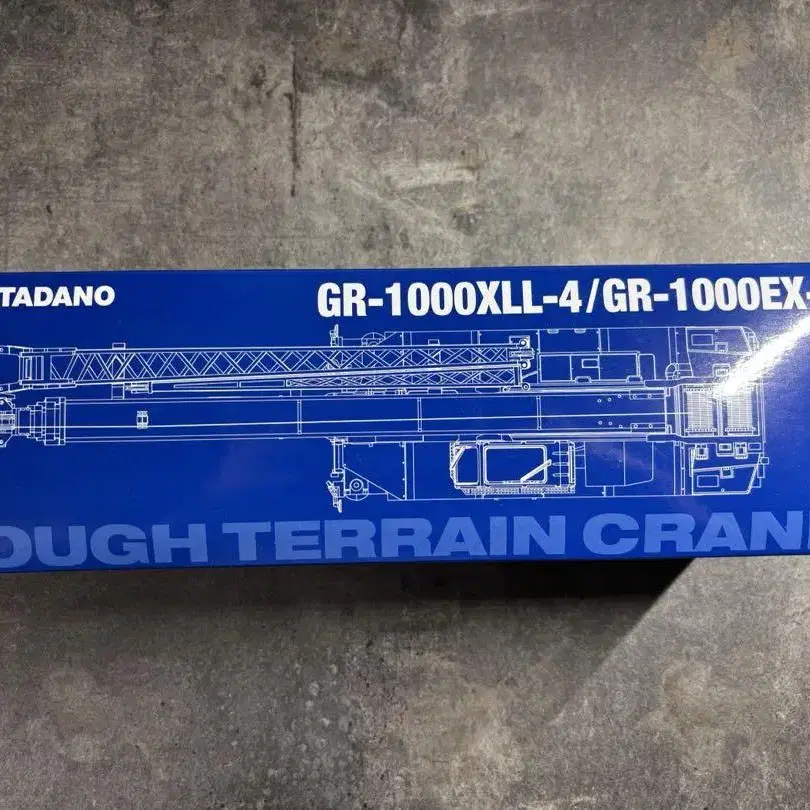 TADANO
GR-1000XLL-4/GR-1000EX-
OUGH TERRAIN CRAN